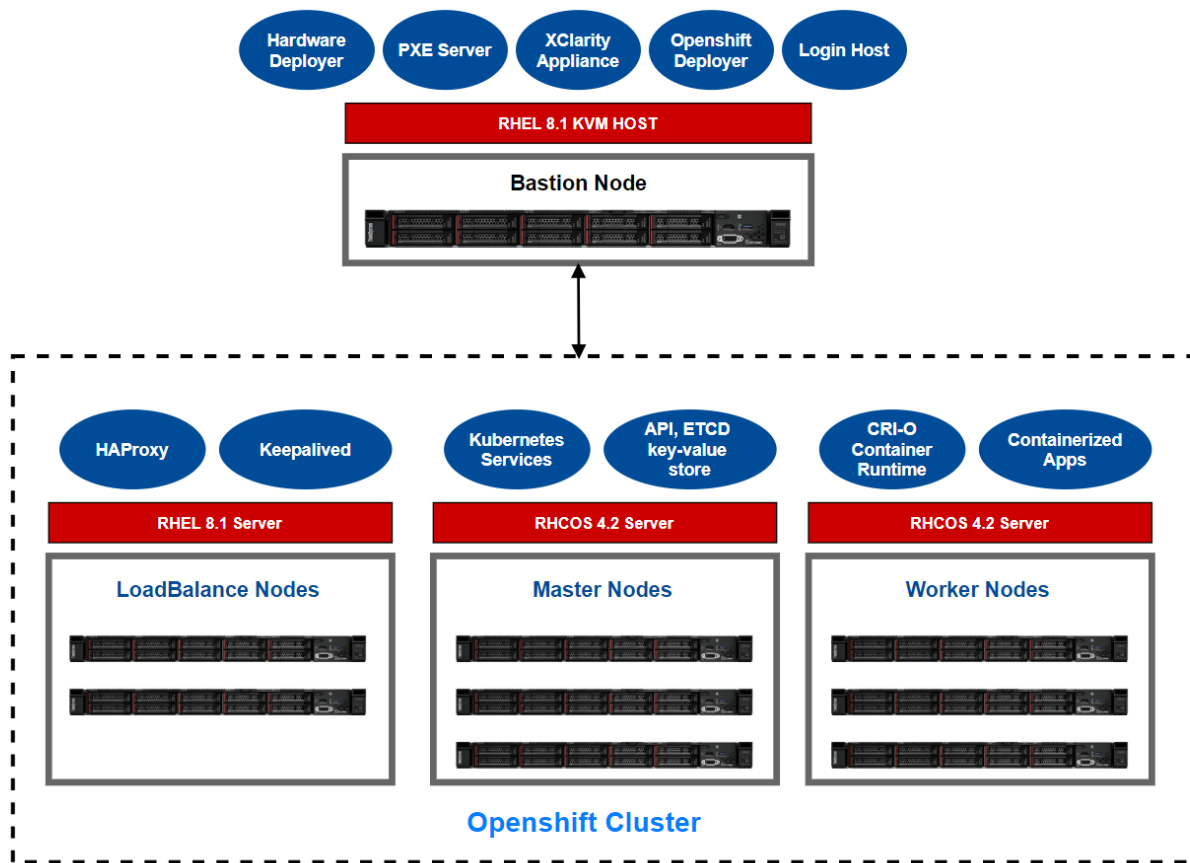 Hardware
Deployer
PXE Server
XClarity
Appliance
Openshift
Deployer
Login Host
RHEL 8.1 KVM HOST
Bastion Node
HAProxy
Keepalived
Kubernetes
Services
API, ETCD
key-value
store
CRI-O
Container
Runtime
Containerized
Apps
RHEL 8.1 Server
RHCOS 4.2 Server
RHCOS 4.2 Server
LoadBalance Nodes
Master Nodes
Worker Nodes
Openshift Cluster